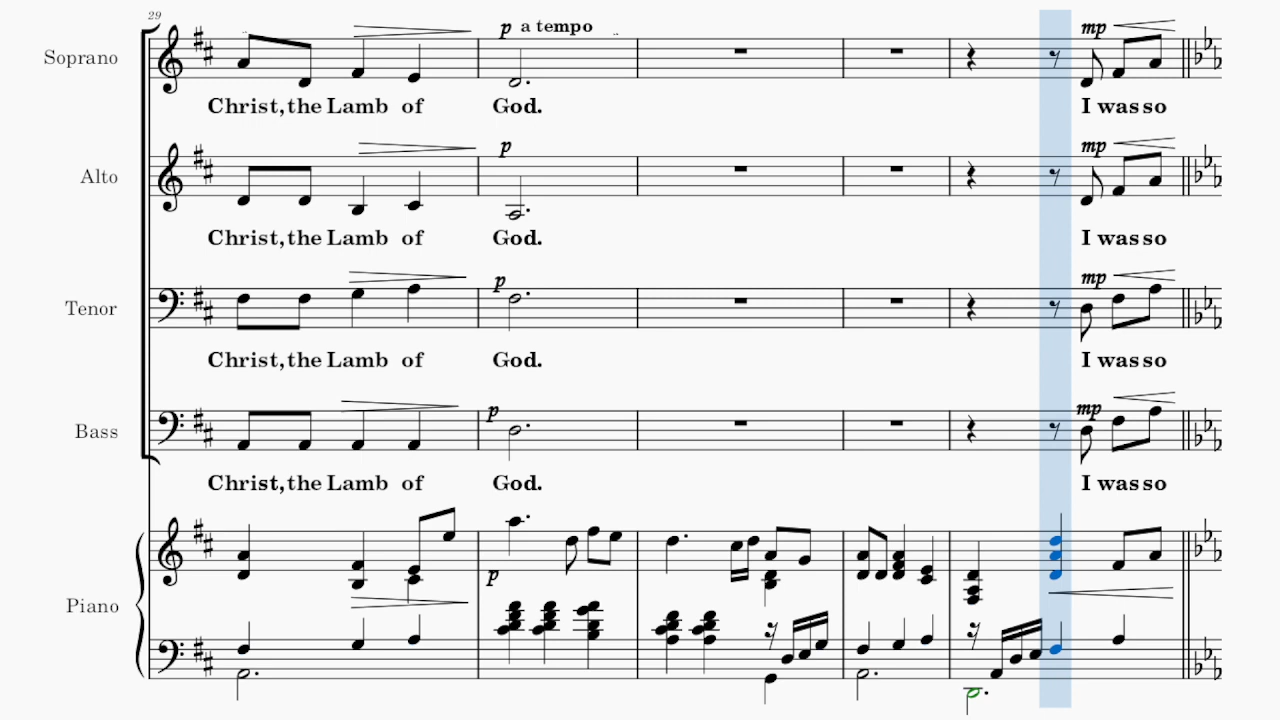 29
p a tempo
mp
Soprano
Christ, the Lamb of God. I was so
p
mp
Alto
Christ, the Lamb of God. I was so
p
mp
Tenor
Christ, the Lamb of God. I was so
p
mp
Bass
Christ, the Lamb of God. I was so
p
Piano